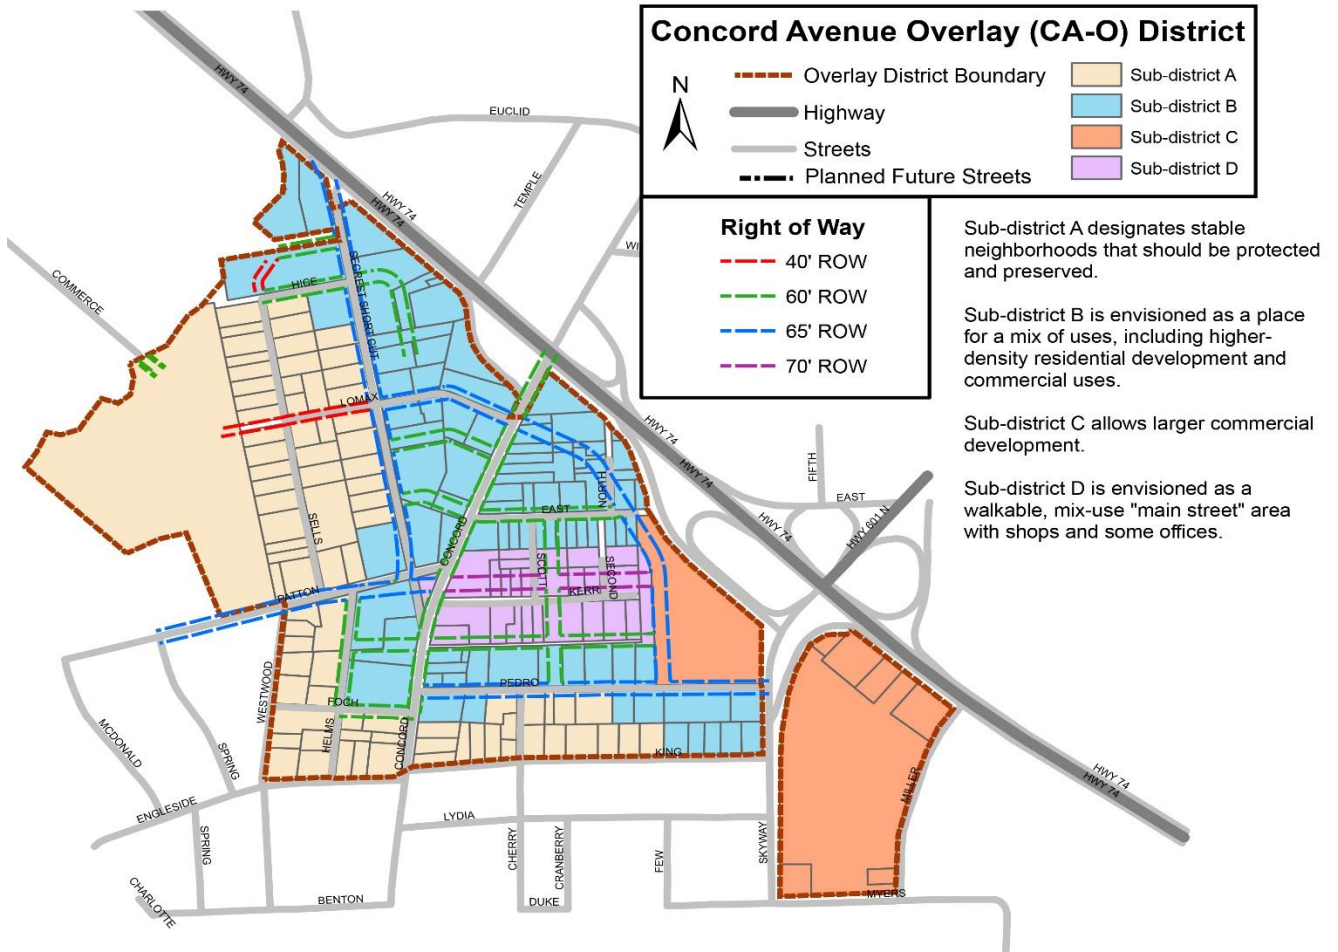 Concord Avenue Overlay (CA-O) District
N
Overlay District Boundary
Highway
Streets
Planned Future Streets
Sub-district A
Sub-district B
Sub-district C
Sub-district D
Right of Way
40' ROW
60' ROW
65' ROW
70' ROW
Sub-district A designates stable
neighborhoods that should be protected
and preserved.
Sub-district B is envisioned as a place
for a mix of uses, including higher-
density residential development and
commercial uses.
Sub-district C allows larger commercial
development.
Sub-district D is envisioned as a
walkable, mix-use "main street" area
with shops and some offices.
HWY 74
EUCLID
TEMPLE
WI
HWY 74
HWY 74
COMMERCE
HICE
SECREST SHORT CUT
LOMAX
HWY 74
HWY 74
HWY 74
FIFTH
EAST
HWY 601 N
NORTH
EAST
SELLS
CONCORD
SCOTT
SECOND
KERR
PATTON
WESTWOOD
FOCH
PEDRO
HELMS
CONCORD
KING
MCDONALD
SPRING
ENGLESIDE
SPRING
LYDIA
CHERRY
CRANBERRY
FEW
SKYWAY
MILLER
HWY 74
HWY 74
CHARLOTTE
BENTON
DUKE
MYERS